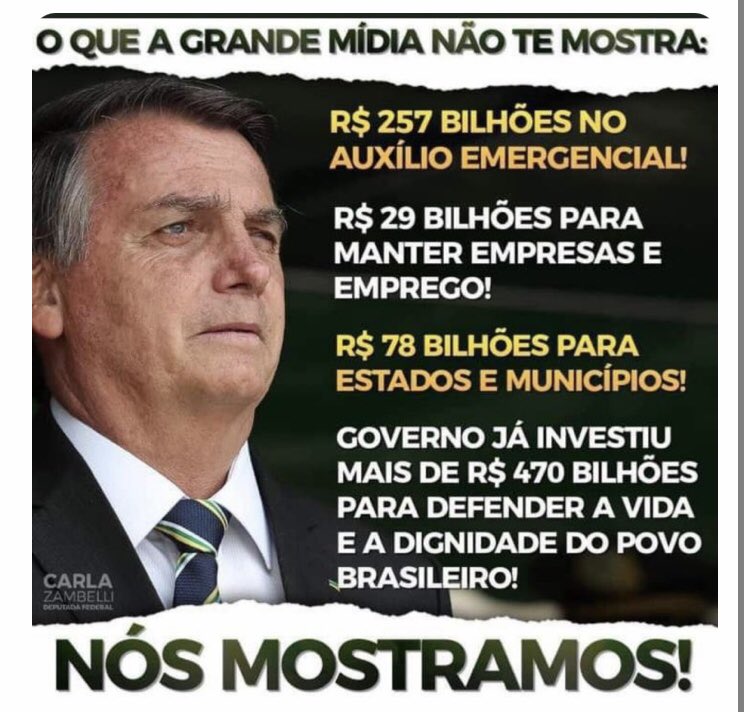 O QUE A GRANDE MÍDIA NÃO TE MOSTRA:
R$ 257 BILHÕES NO
AUXÍLIO EMERGENCIAL!
R$ 29 BILHÕES PARA
MANTER EMPRESAS E
EMPREGO!
R$ 78 BILHÕES PARA
ESTADOS E MUNICÍPIOS!
GOVERNO JÁ INVESTIU
MAIS DE R$ 470 BILHÕES
PARA DEFENDER A VIDA
E A DIGNIDADE DO POVO
BRASILEIRO!
CARLA
ZAMBELLI
DEPUTADA FEDERAL
NÓS MOSTRAMOS!